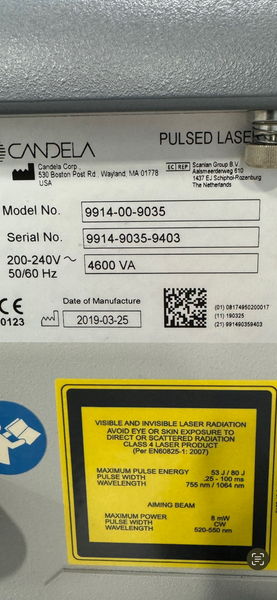 CANDELA
PULSED LASE
Candela Corp.
530 Boston Post Rd., Wayland, MA 01778
USA
EC REP
Scanlan Group B.V.
Aalsmeerderweg 610
1437 EJ Schiphol-Rozenburg
The Netherlands
Model No. 9914-00-9035
Serial No. 9914-9035-9403
200-240V ~ 4600 VA
50/60 Hz
CE
0123
Date of Manufacture
2019-03-25
(01) 08174950200017
(11) 190325
(21) 991490359403
VISIBLE AND INVISIBLE LASER RADIATION
AVOID EYE OR SKIN EXPOSURE TO
DIRECT OR SCATTERED RADIATION
CLASS 4 LASER PRODUCT
(Per EN60825-1: 2007)
MAXIMUM PULSE ENERGY 53 J / 80 J
PULSE WIDTH .25 - 100 ms
WAVELENGTH 755 nm / 1064 nm
AIMING BEAM
MAXIMUM POWER 8 mW
PULSE WIDTH CW
WAVELENGTH 520-550 nm